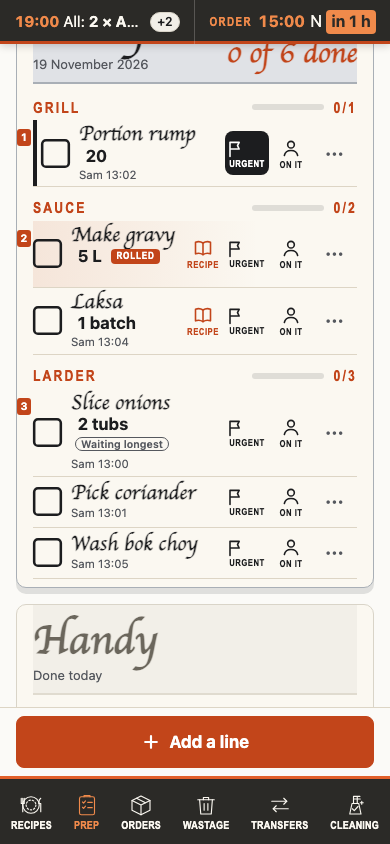 19:00 All: 2 × A... +2 ORDER 15:00 N in 1 h
19 November 2026 0 of 6 done
GRILL 0/1
1
Portion rump
20
Sam 13:02
URGENT ON IT ...
SAUCE 0/2
2
Make gravy
5 L ROLLED
RECIPE URGENT ON IT ...
Laksa
1 batch
Sam 13:04
RECIPE URGENT ON IT ...
LARDER 0/3
3
Slice onions
2 tubs
Waiting longest
Sam 13:00
URGENT ON IT ...
Pick coriander
Sam 13:01
URGENT ON IT ...
Wash bok choy
Sam 13:05
URGENT ON IT ...
Handy
Done today
+ Add a line
RECIPES PREP ORDERS WASTAGE TRANSFERS CLEANING